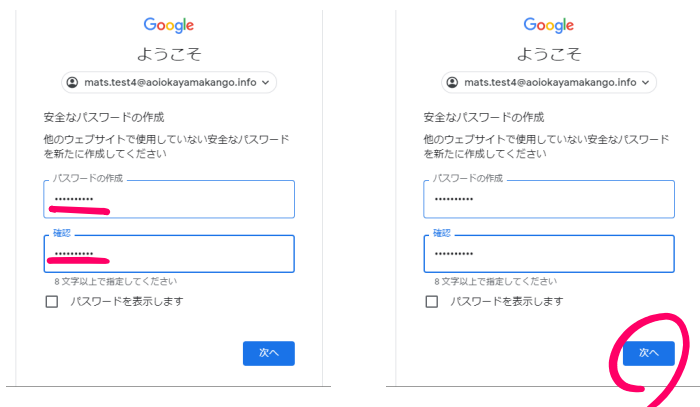 Google
ようこそ
mats.test4@aoiokayamakango.info
安全なパスワードの作成
他のウェブサイトで使用していない安全なパスワード
を新たに作成してください
パスワードの作成
••••••••••
確認
••••••••••
8 文字以上で指定してください
パスワードを表示します
次へ
Google
ようこそ
mats.test4@aoiokayamakango.info
安全なパスワードの作成
他のウェブサイトで使用していない安全なパスワード
を新たに作成してください
パスワードの作成
••••••••••
確認
••••••••••
8 文字以上で指定してください
パスワードを表示します
次へ